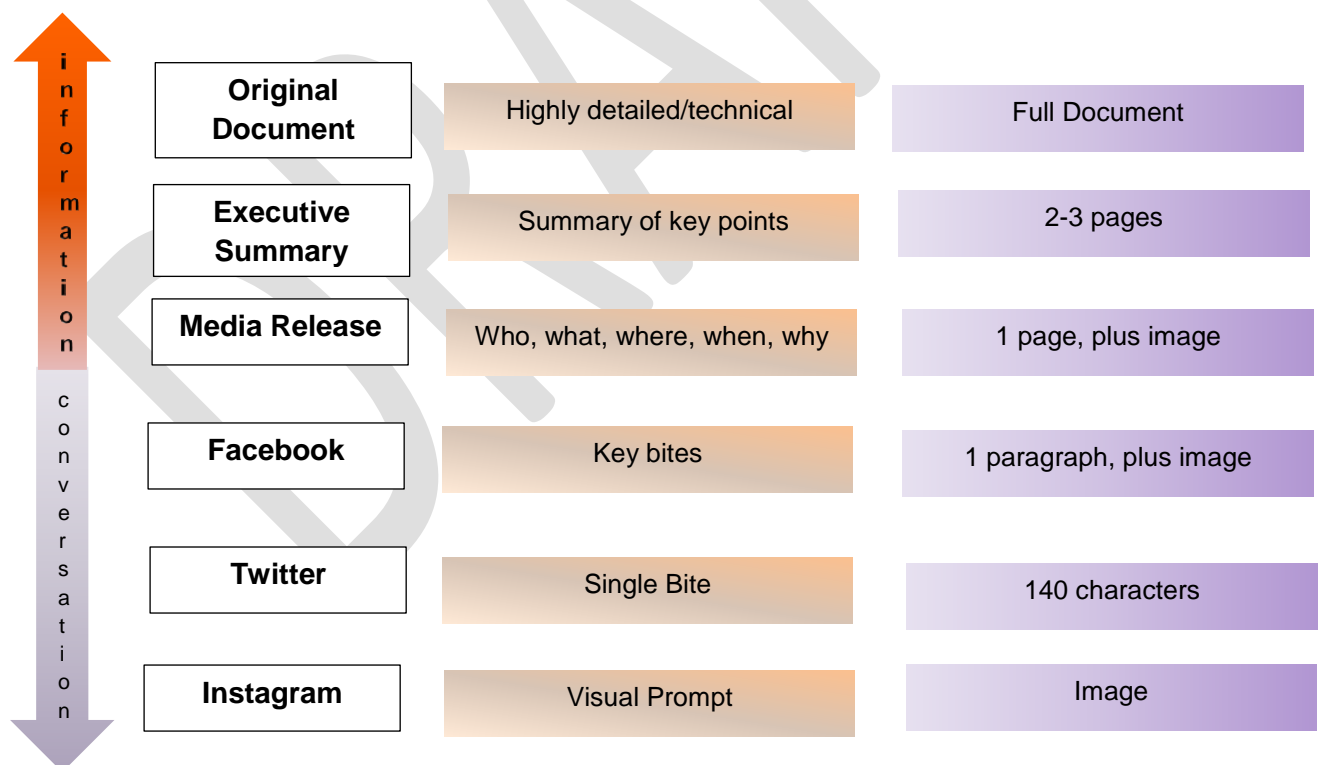 information
Original
Document
Highly detailed/technical
Full Document
Executive
Summary
Summary of key points
2-3 pages
Media Release
Who, what, where, when, why
1 page, plus image
conversation
Facebook
Key bites
1 paragraph, plus image
Twitter
Single Bite
140 characters
Instagram
Visual Prompt
Image
DRA